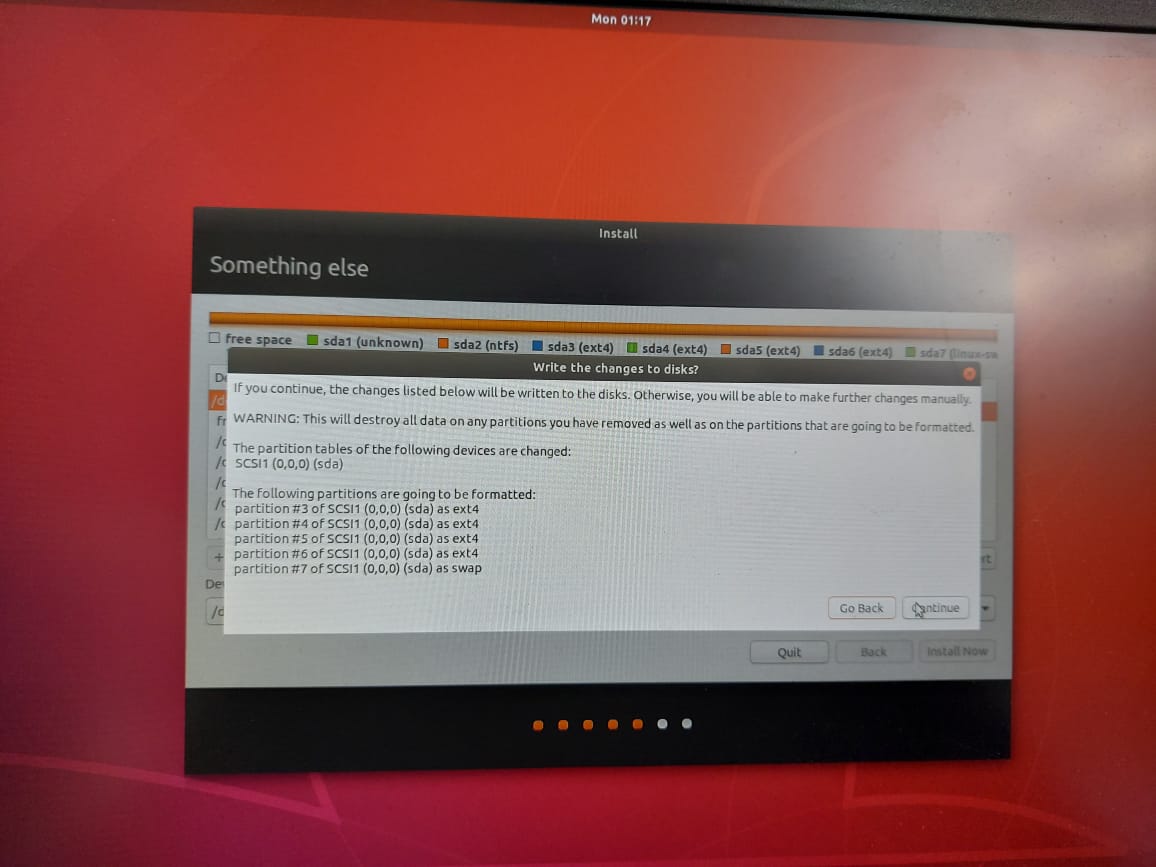 Mon 01:17
Install
Something else
free space sda1 (unknown) sda2 (ntfs) sda3 (ext4) sda4 (ext4) sda5 (ext4) sda6 (ext4) sda7 (linux-sw
Write the changes to disks?
If you continue, the changes listed below will be written to the disks. Otherwise, you will be able to make further changes manually.
WARNING: This will destroy all data on any partitions you have removed as well as on the partitions that are going to be formatted.
The partition tables of the following devices are changed:
SCSI1 (0,0,0) (sda)
The following partitions are going to be formatted:
partition #3 of SCSI1 (0,0,0) (sda) as ext4
partition #4 of SCSI1 (0,0,0) (sda) as ext4
partition #5 of SCSI1 (0,0,0) (sda) as ext4
partition #6 of SCSI1 (0,0,0) (sda) as ext4
partition #7 of SCSI1 (0,0,0) (sda) as swap
Go Back Continue
Quit Back Install Now